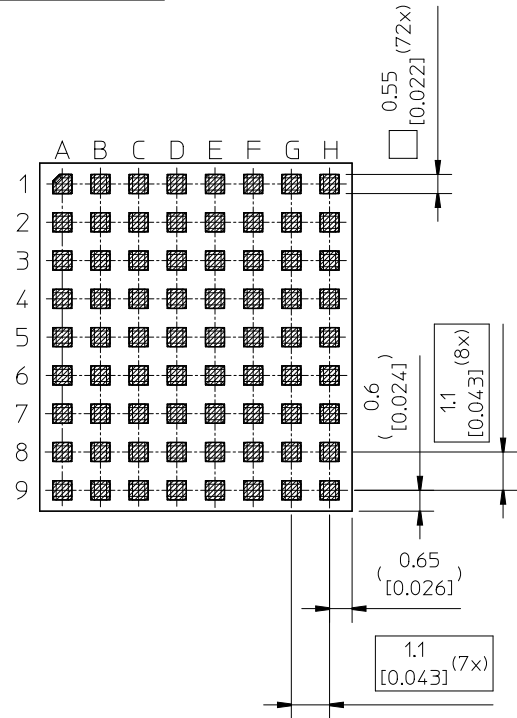 0.55
[0.022] (72x)
A B C D E F G H
1
2
3
4
5
6
7
8
9
( 0.6 )
[0.024]
1.1
[0.043] (8x)
( 0.65 )
[0.026]
1.1
[0.043] (7x)